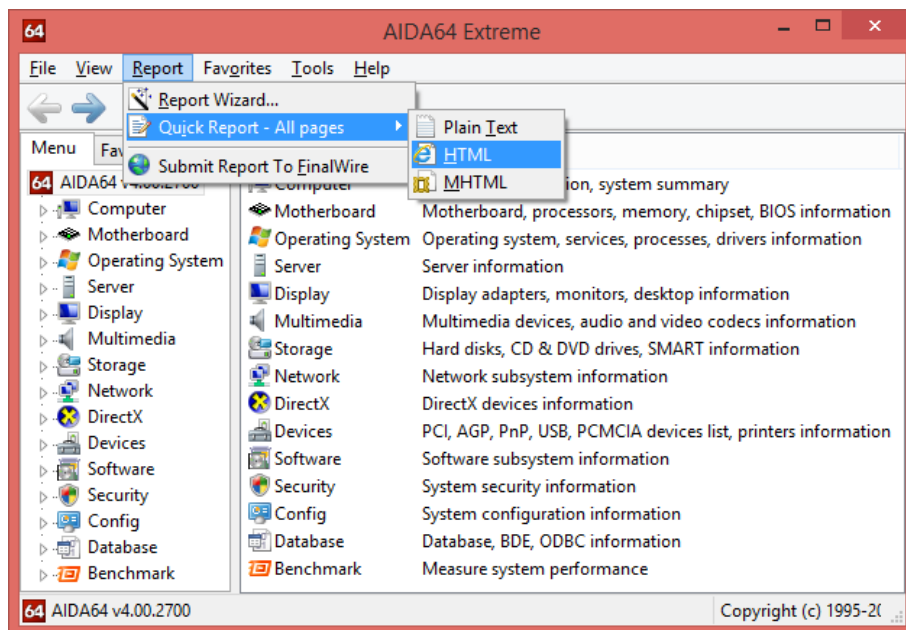 64 AIDA64 Extreme
File View Report Favorites Tools Help
Report Wizard...
Quick Report - All pages
Submit Report To FinalWire
Plain Text
HTML
MHTML
Menu Fav
64 AIDA64 v4.00.2700
Computer
Motherboard
Operating System
Server
Display
Multimedia
Storage
Network
DirectX
Devices
Software
Security
Config
Database
Benchmark
Computer ion, system summary
Motherboard Motherboard, processors, memory, chipset, BIOS information
Operating System Operating system, services, processes, drivers information
Server Server information
Display Display adapters, monitors, desktop information
Multimedia Multimedia devices, audio and video codecs information
Storage Hard disks, CD & DVD drives, SMART information
Network Network subsystem information
DirectX DirectX devices information
Devices PCI, AGP, PnP, USB, PCMCIA devices list, printers information
Software Software subsystem information
Security System security information
Config System configuration information
Database Database, BDE, ODBC information
Benchmark Measure system performance
64 AIDA64 v4.00.2700 Copyright (c) 1995-20